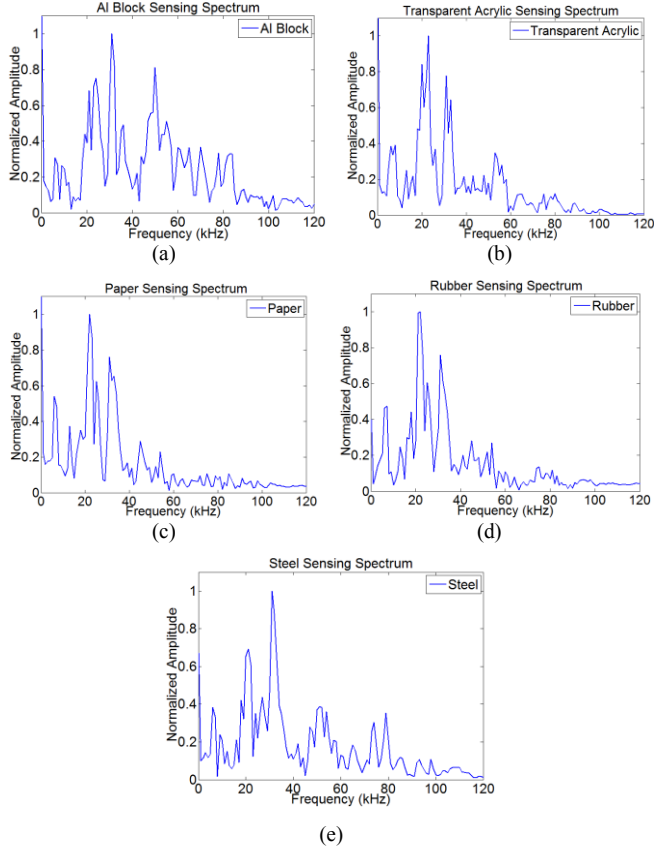 Al Block Sensing Spectrum
Al Block
Normalized Amplitude
1
0.8
0.6
0.4
0.2
0
0 20 40 60 80 100 120
Frequency (kHz)
(a)
Transparent Acrylic Sensing Spectrum
Transparent Acrylic
Normalized Amplitude
1
0.8
0.6
0.4
0.2
0
0 20 40 60 80 100 120
Frequency (kHz)
(b)
Paper Sensing Spectrum
Paper
Normalized Amplitude
1
0.8
0.6
0.4
0.2
0
0 20 40 60 80 100 120
Frequency (kHz)
(c)
Rubber Sensing Spectrum
Rubber
Normalized Amplitude
1
0.8
0.6
0.4
0.2
0
0 20 40 60 80 100 120
Frequency (kHz)
(d)
Steel Sensing Spectrum
Steel
Normalized Amplitude
1
0.8
0.6
0.4
0.2
0
0 20 40 60 80 100 120
Frequency (kHz)
(e)